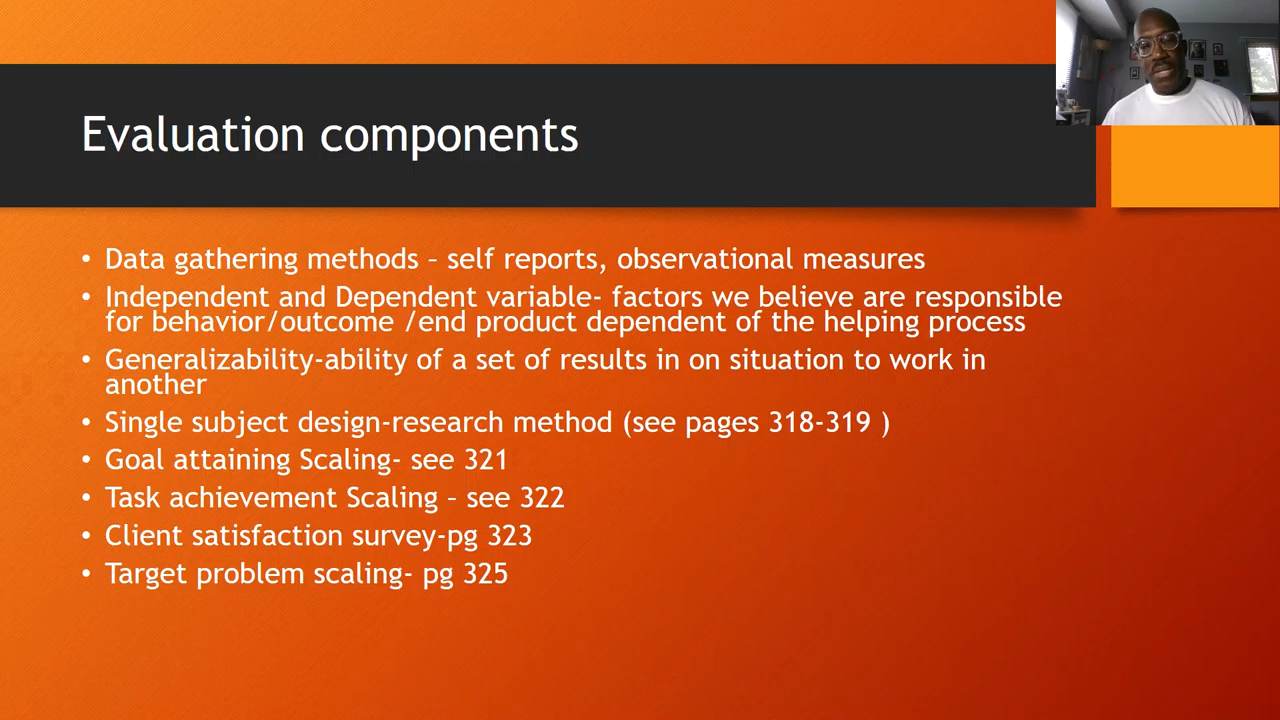 Evaluation components
• Data gathering methods – self reports, observational measures
• Independent and Dependent variable- factors we believe are responsible
for behavior/outcome /end product dependent of the helping process
• Generalizability-ability of a set of results in on situation to work in
another
• Single subject design-research method (see pages 318-319 )
• Goal attaining Scaling- see 321
• Task achievement Scaling – see 322
• Client satisfaction survey-pg 323
• Target problem scaling- pg 325